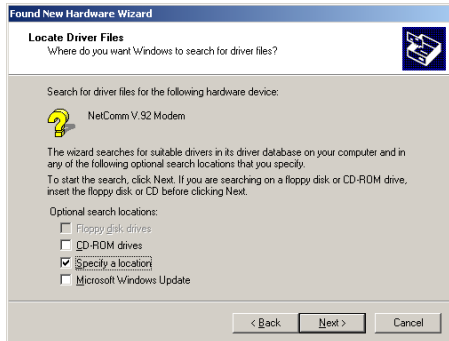 Found New Hardware Wizard
Locate Driver Files
Where do you want Windows to search for driver files?
Search for driver files for the following hardware device:
NetComm V.92 Modem
The wizard searches for suitable drivers in its driver database on your computer and in
any of the following optional search locations that you specify.
To start the search, click Next. If you are searching on a floppy disk or CD-ROM drive,
insert the floppy disk or CD before clicking Next.
Optional search locations:
Floppy disk drives
CD-ROM drives
Specify a location
Microsoft Windows Update
< Back Next > Cancel